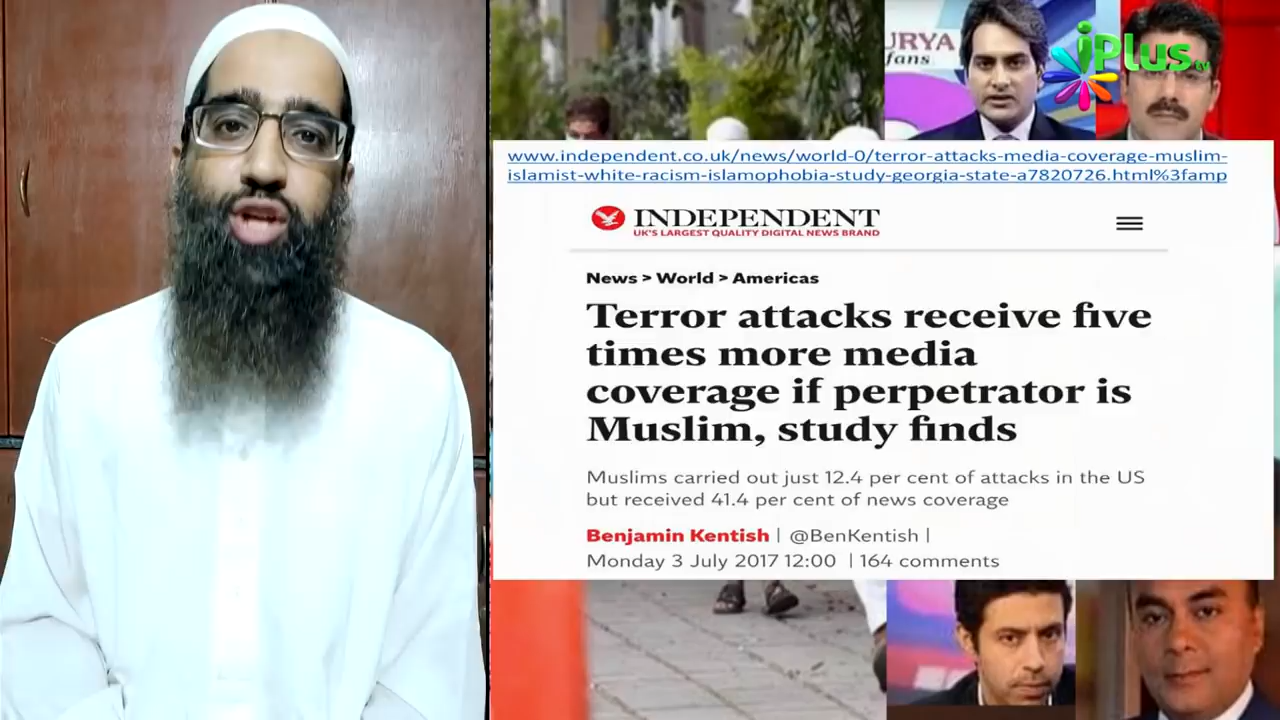 URYA
fans
iPlus tv
www.independent.co.uk/news/world-0/terror-attacks-media-coverage-muslim-
islamist-white-racism-islamophobia-study-georgia-state-a7820726.html%3famp
INDEPENDENT
UK'S LARGEST QUALITY DIGITAL NEWS BRAND
News > World > Americas
Terror attacks receive five
times more media
coverage if perpetrator is
Muslim, study finds
Muslims carried out just 12.4 per cent of attacks in the US
but received 41.4 per cent of news coverage
Benjamin Kentish | @BenKentish |
Monday 3 July 2017 12:00 | 164 comments